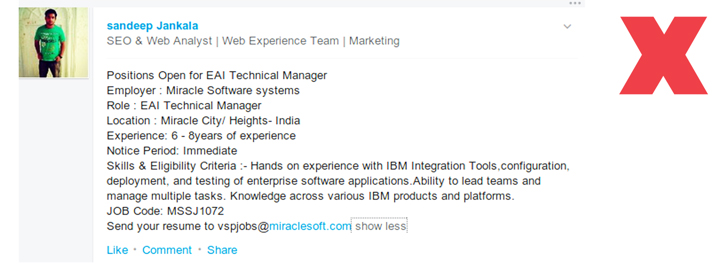 sandeep Jankala
SEO & Web Analyst | Web Experience Team | Marketing
Positions Open for EAI Technical Manager
Employer : Miracle Software systems
Role : EAI Technical Manager
Location : Miracle City/ Heights- India
Experience: 6 - 8years of experience
Notice Period: Immediate
Skills & Eligibility Criteria :- Hands on experience with IBM Integration Tools,configuration,
deployment, and testing of enterprise software applications.Ability to lead teams and
manage multiple tasks. Knowledge across various IBM products and platforms.
JOB Code: MSSJ1072
Send your resume to vspjobs@miraclesoft.com show less
Like • Comment • Share